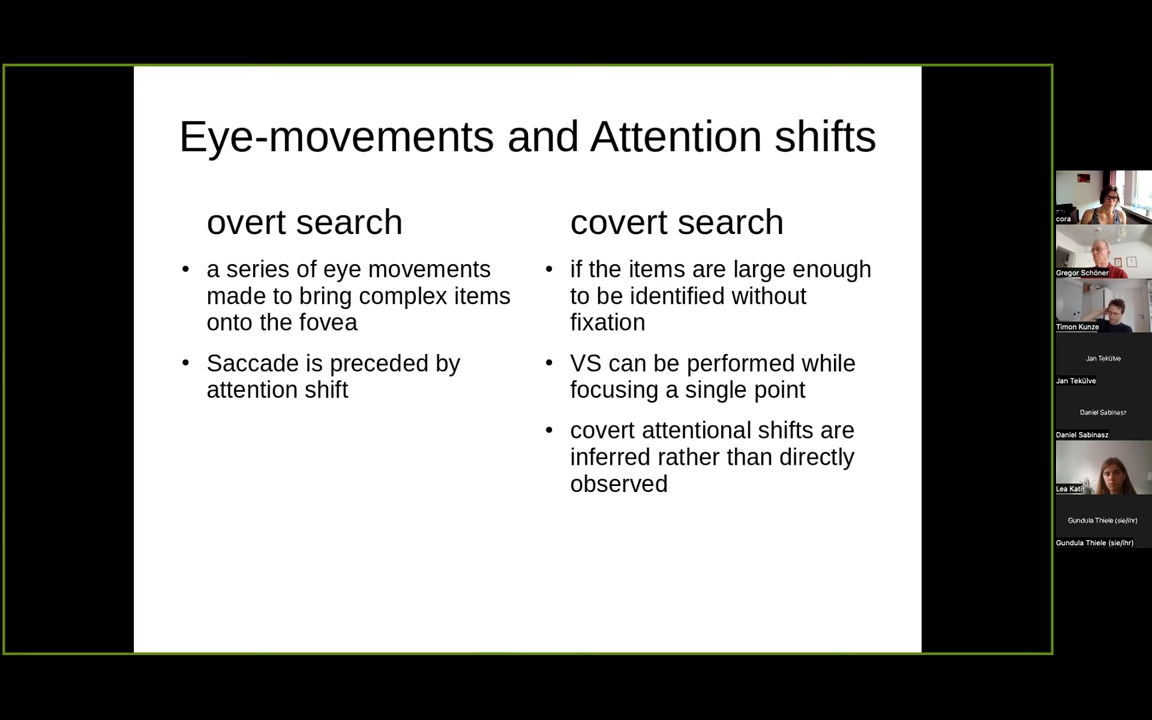 Eye-movements and Attention shifts
overt search
• a series of eye movements
made to bring complex items
onto the fovea
• Saccade is preceded by
attention shift
covert search
• if the items are large enough
to be identified without
fixation
• VS can be performed while
focusing a single point
• covert attentional shifts are
inferred rather than directly
observed
cora
Gregor Schöner
Timon Kunze
Jan Tekülve
Jan Tekülve
Daniel Sabinasz
Daniel Sabinasz
Lea Kati
Gundula Thiele (sie/ihr)
Gundula Thiele (sie/ihr)